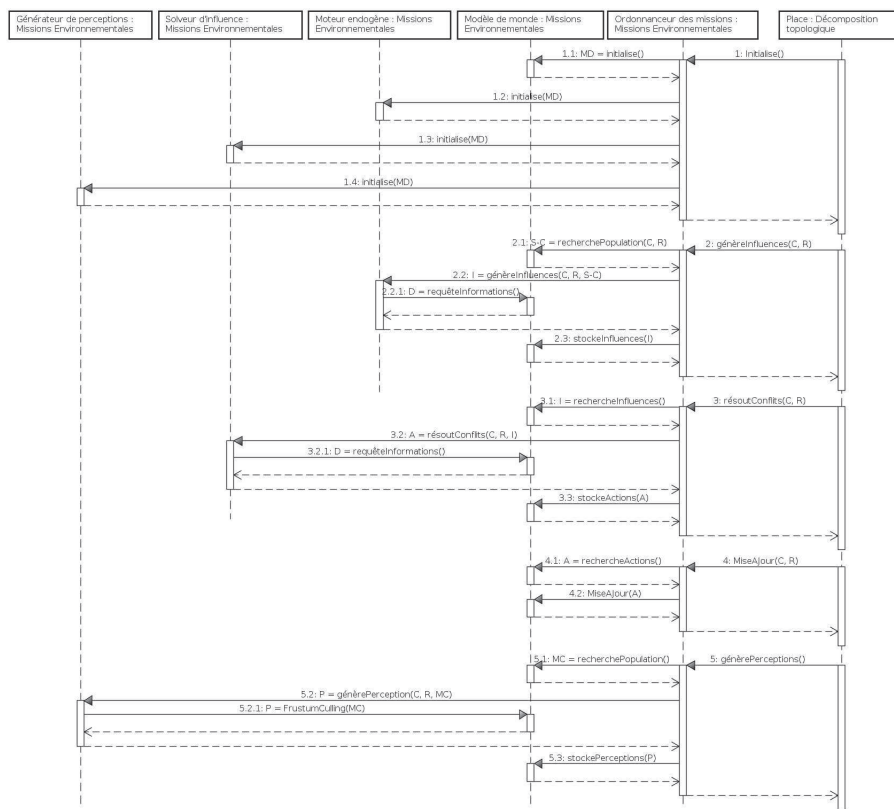 Générateur de perceptions :
Missions Environnementales
Solveur d'influence :
Missions Environnementales
Moteur endogène : Missions
Environnementales
Modèle de monde : Missions
Environnementales
Ordonnanceur des missions :
Missions Environnementales
Place : Décomposition
topologique
1.1: MD = initialise()
1: Initialise()
1.2: initialise(MD)
1.3: initialise(MD)
1.4: initialise(MD)
2.1: S-C = recherchePopulation(C, R)
2: génèreInfluences(C, R)
2.2: I = génèreInfluences(C, R, S-C)
2.2.1: D = requêteInformations()
2.3: stockeInfluences(I)
3.1: I = rechercheInfluences()
3: résoutConflits(C, R)
3.2: A = résoutConflits(C, R, I)
3.2.1: D = requêteInformations()
3.3: stockeActions(A)
4.1: A = rechercheActions()
4: MiseAJour(C, R)
4.2: MiseAJour(A)
5.1: MC = recherchePopulation()
5: génèrePerceptions()
5.2: P = génèrePerception(C, R, MC)
5.2.1: P = FrustumCulling(MC)
5.3: stockePerceptions(P)